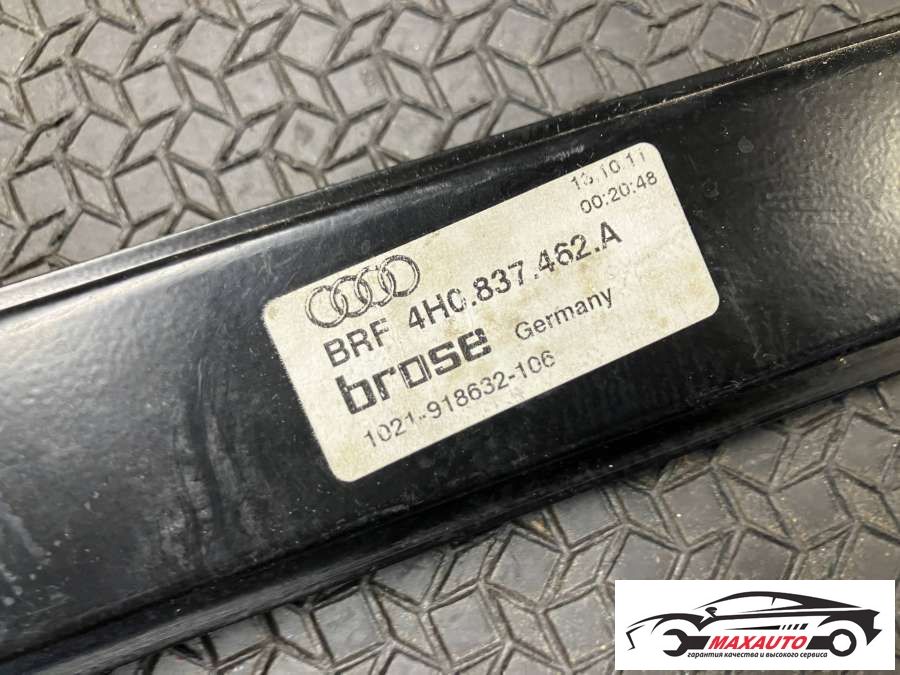 13.10.11
00:20:48
BRF 4H0.837.462.A
brose Germany
1021-918632-106
MAXAUTO
гарантия качества и высокого сервиса